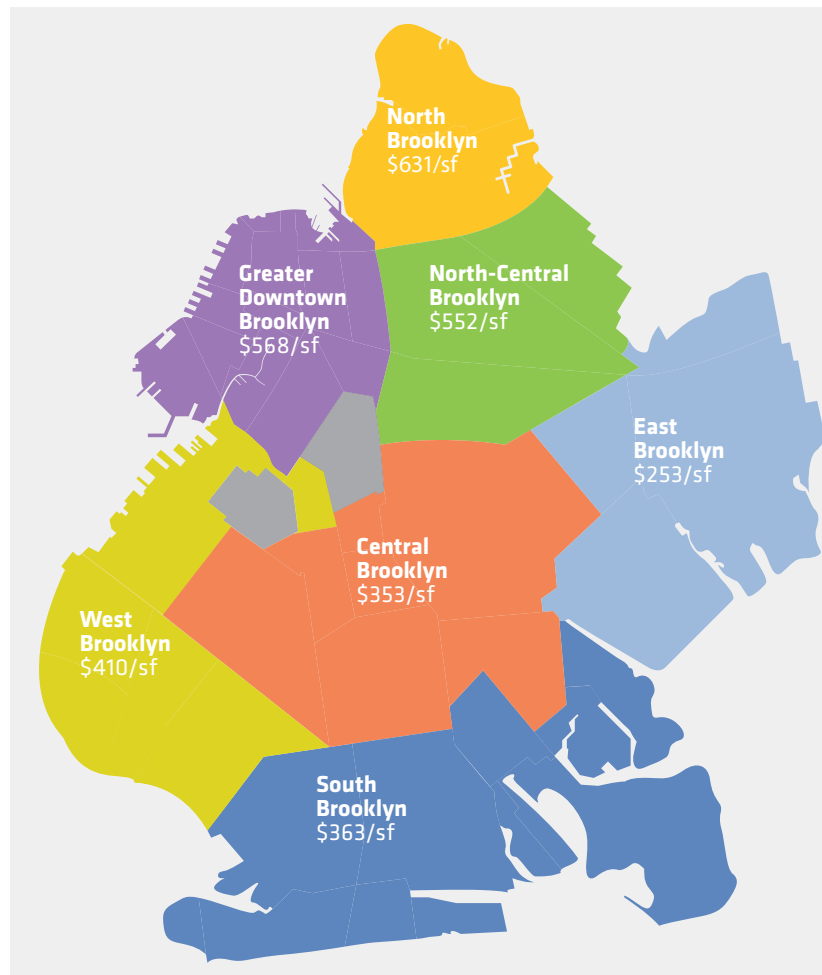 North
Brooklyn
$631/sf
Greater
Downtown
Brooklyn
$568/sf
North-Central
Brooklyn
$552/sf
East
Brooklyn
$253/sf
Central
Brooklyn
$353/sf
West
Brooklyn
$410/sf
South
Brooklyn
$363/sf